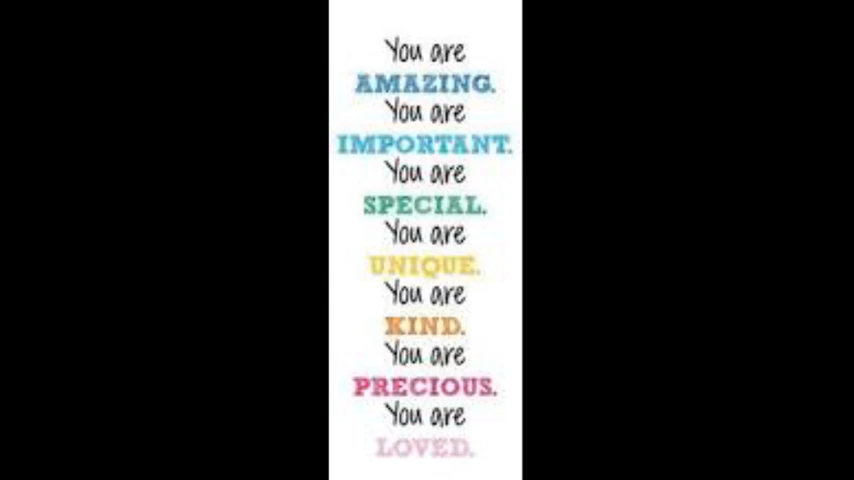 You are
AMAZING.
You are
IMPORTANT.
You are
SPECIAL.
You are
UNIQUE.
You are
KIND.
You are
PRECIOUS.
You are
LOVED.